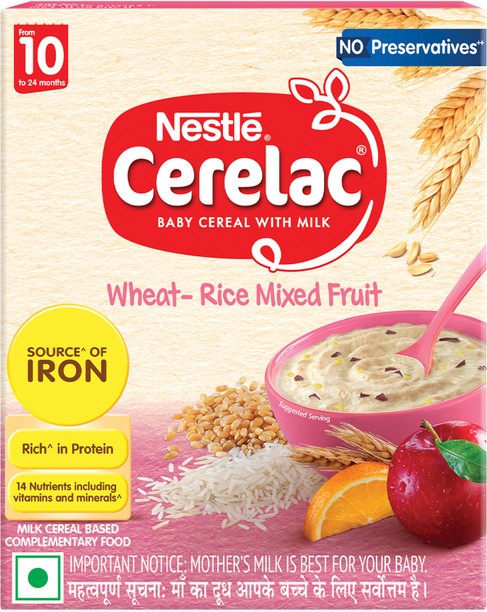 From
10
to 24 months
NO Preservatives⁺⁺
Nestlé®
Cerelac®
BABY CEREAL WITH MILK
Wheat- Rice Mixed Fruit
SOURCE^ OF
IRON
Rich^ in Protein
14 Nutrients including
vitamins and minerals^
Suggested Serving
MILK CEREAL BASED
COMPLEMENTARY FOOD
IMPORTANT NOTICE; MOTHER'S MILK IS BEST FOR YOUR BABY.
महत्वपूर्ण सूचना: माँ का दूध आपके बच्चे के लिए सर्वोत्तम है।